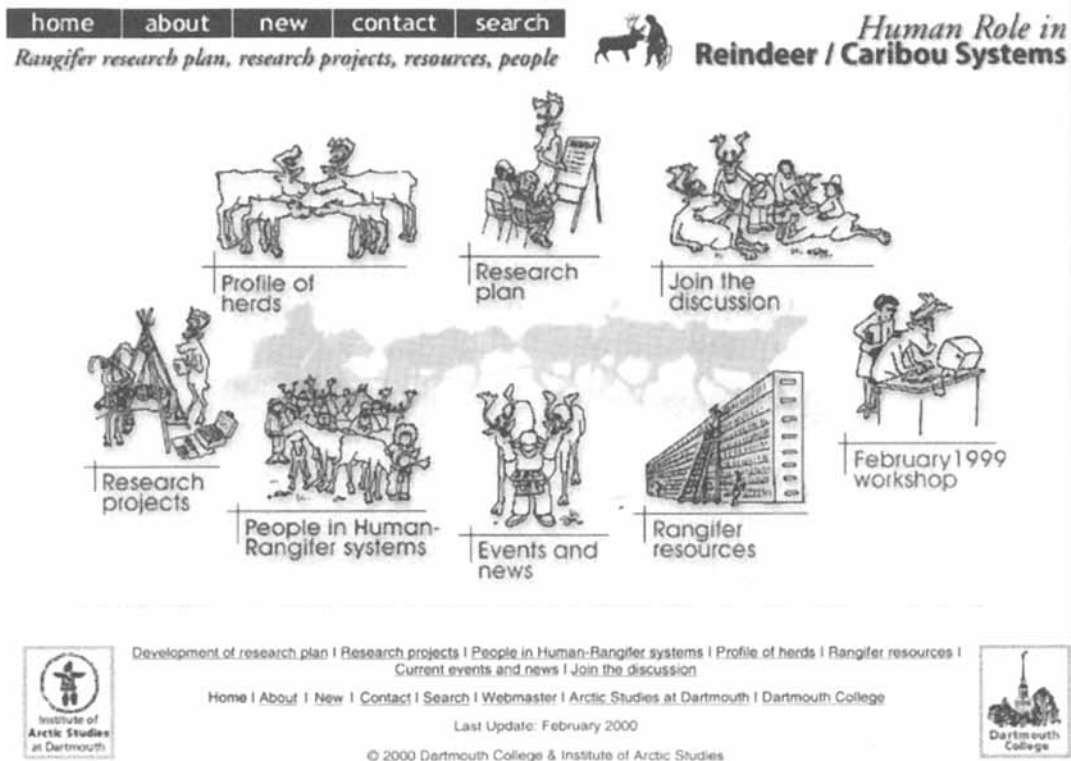 home about new contact search
Rangifer research plan, research projects, resources, people
Human Role in
Reindeer / Caribou Systems
Profile of
herds
Research
plan
Join the
discussion
Research
projects
People in Human-
Rangifer systems
Events and
news
Rangifer
resources
February 1999
workshop
Development of research plan | Research projects | People in Human-Rangifer systems | Profile of herds | Rangifer resources |
Current events and news | Join the discussion
Home | About | New | Contact | Search | Webmaster | Arctic Studies at Dartmouth | Dartmouth College
Last Update: February 2000
© 2000 Dartmouth College & Institute of Arctic Studies
Institute of
Arctic Studies
at Dartmouth
Dartmouth
College